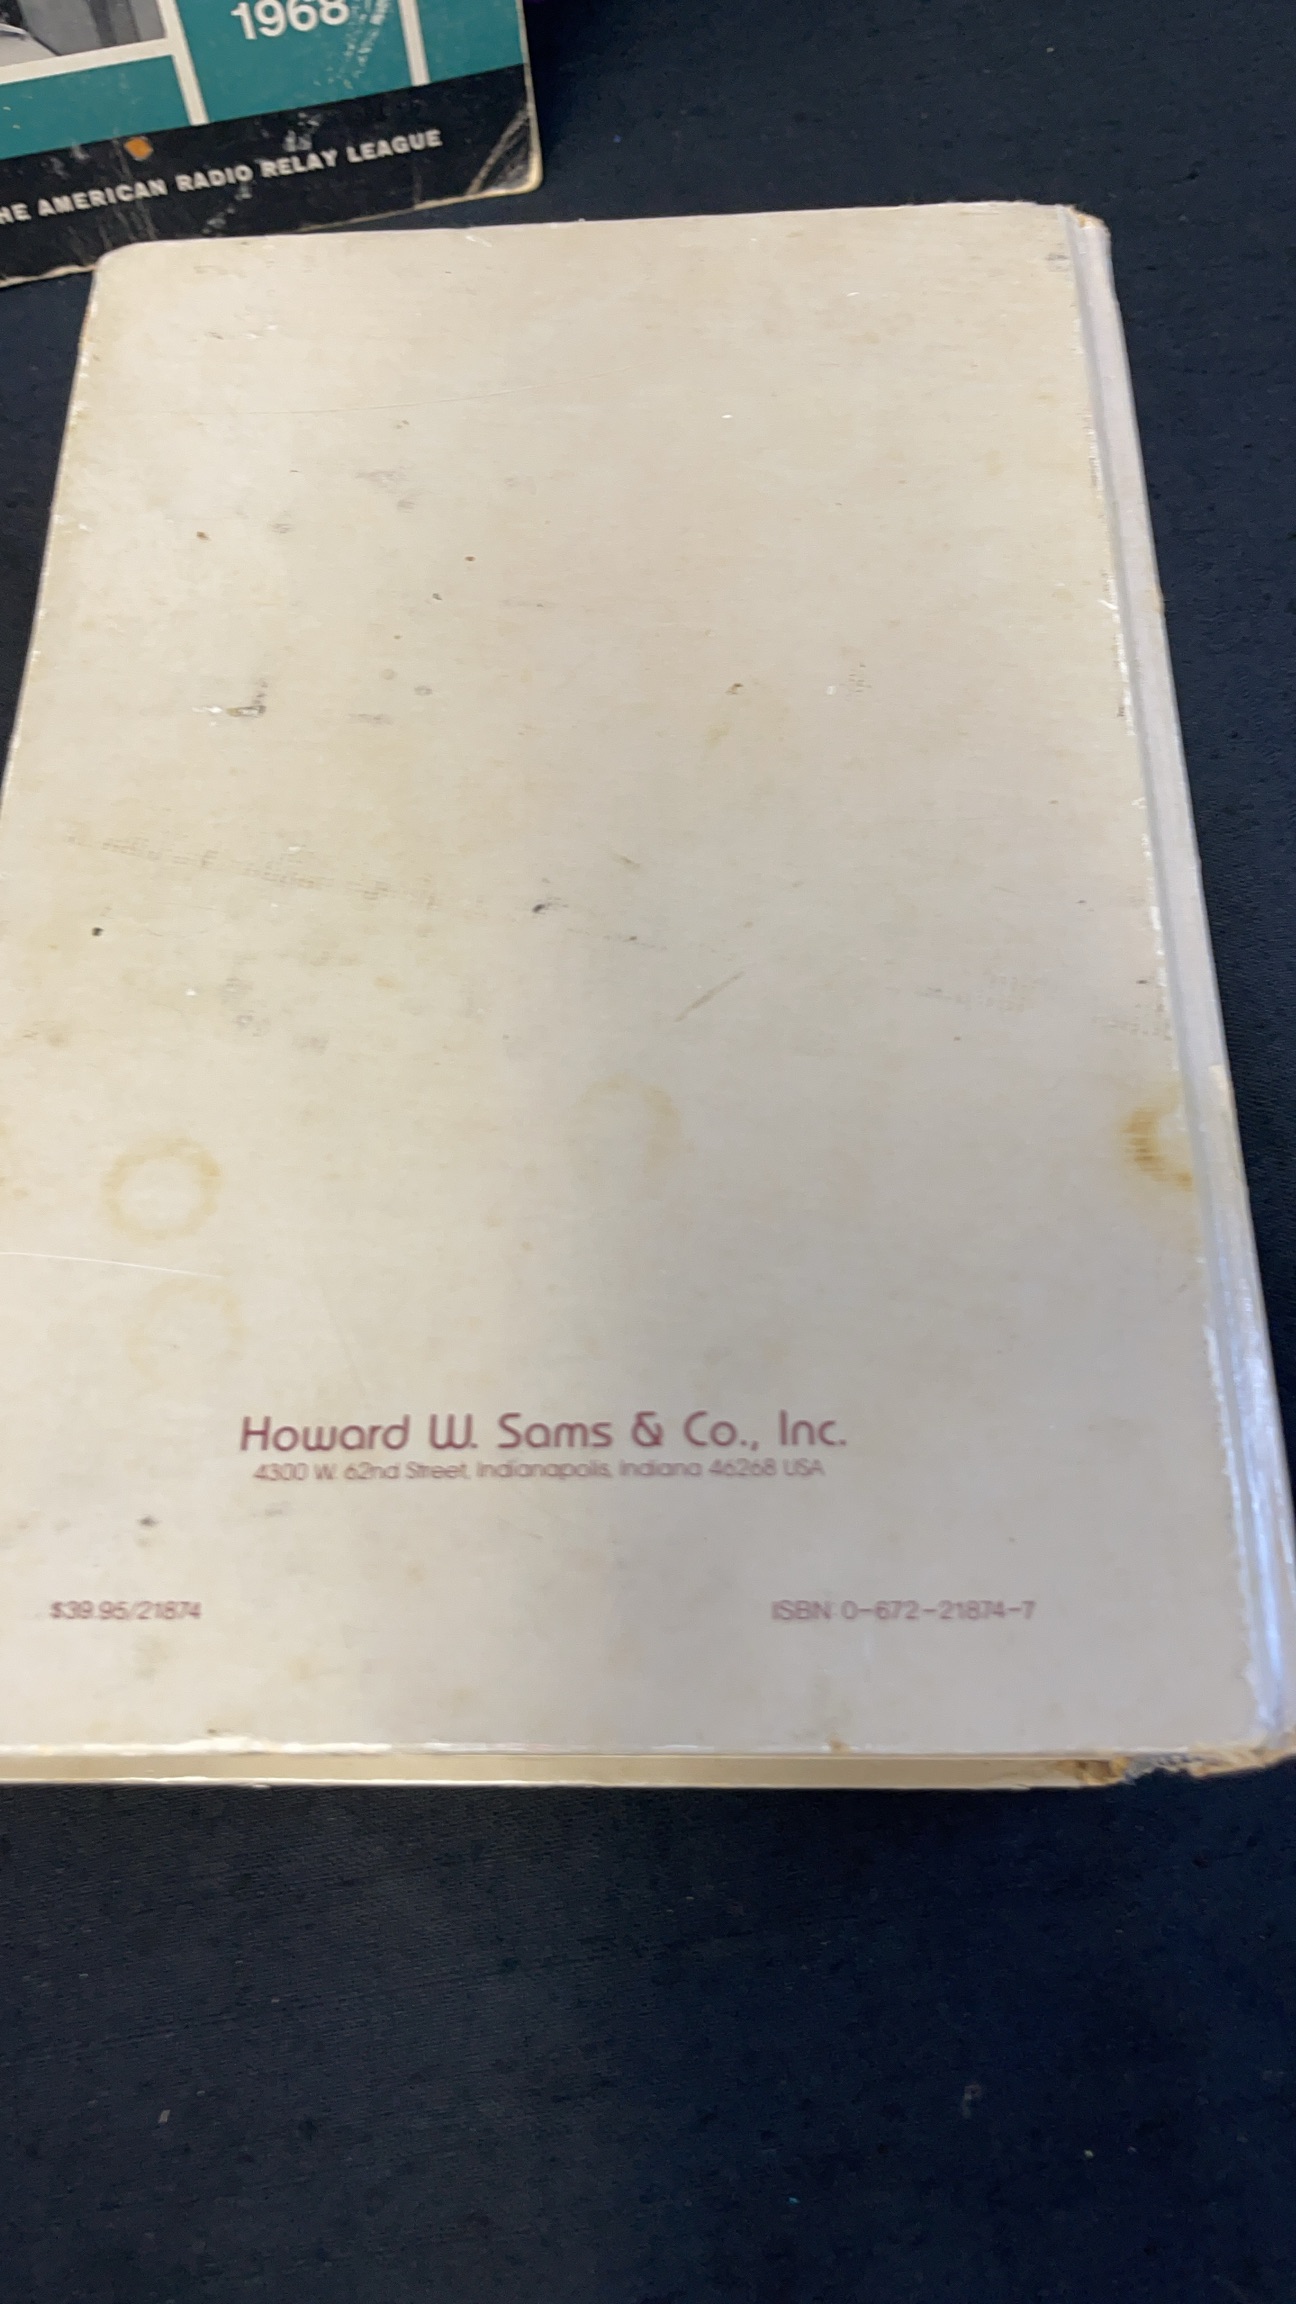 1968
HE AMERICAN RADIO RELAY LEAGUE
Howard W. Sams & Co., Inc.
4300 W. 62nd Street, Indianapolis, Indiana 46268 USA
$39.95/21874
ISBN 0-672-21874-7